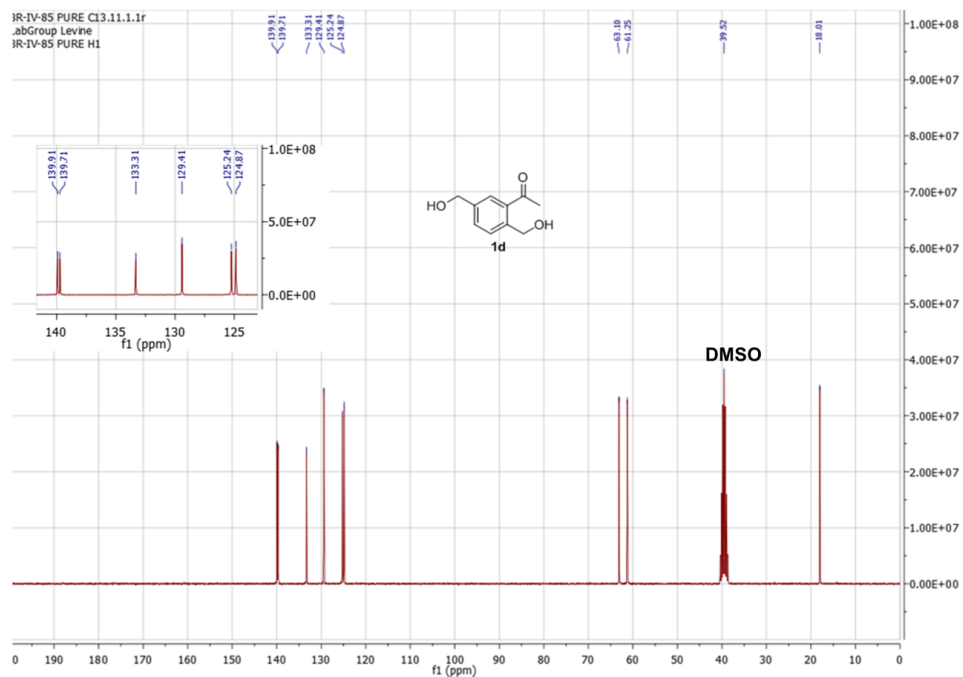 3R-IV-85 PURE C13.11.1.1r
.abGroup Levine
3R-IV-85 PURE H1
139.91
139.71
133.31
129.41
125.24
124.87
63.10
61.25
39.52
18.01
1.00E+08
9.00E+07
8.00E+07
7.00E+07
6.00E+07
5.00E+07
4.00E+07
3.00E+07
2.00E+07
1.00E+07
0.00E+00
139.91
139.71
133.31
129.41
125.24
124.87
1.0E+08
5.0E+07
0.0E+00
140 135 130 125
f1 (ppm)
O
HO
OH
1d
DMSO
0 190 180 170 160 150 140 130 120 110 100 90 80 70 60 50 40 30 20 10 0
f1 (ppm)